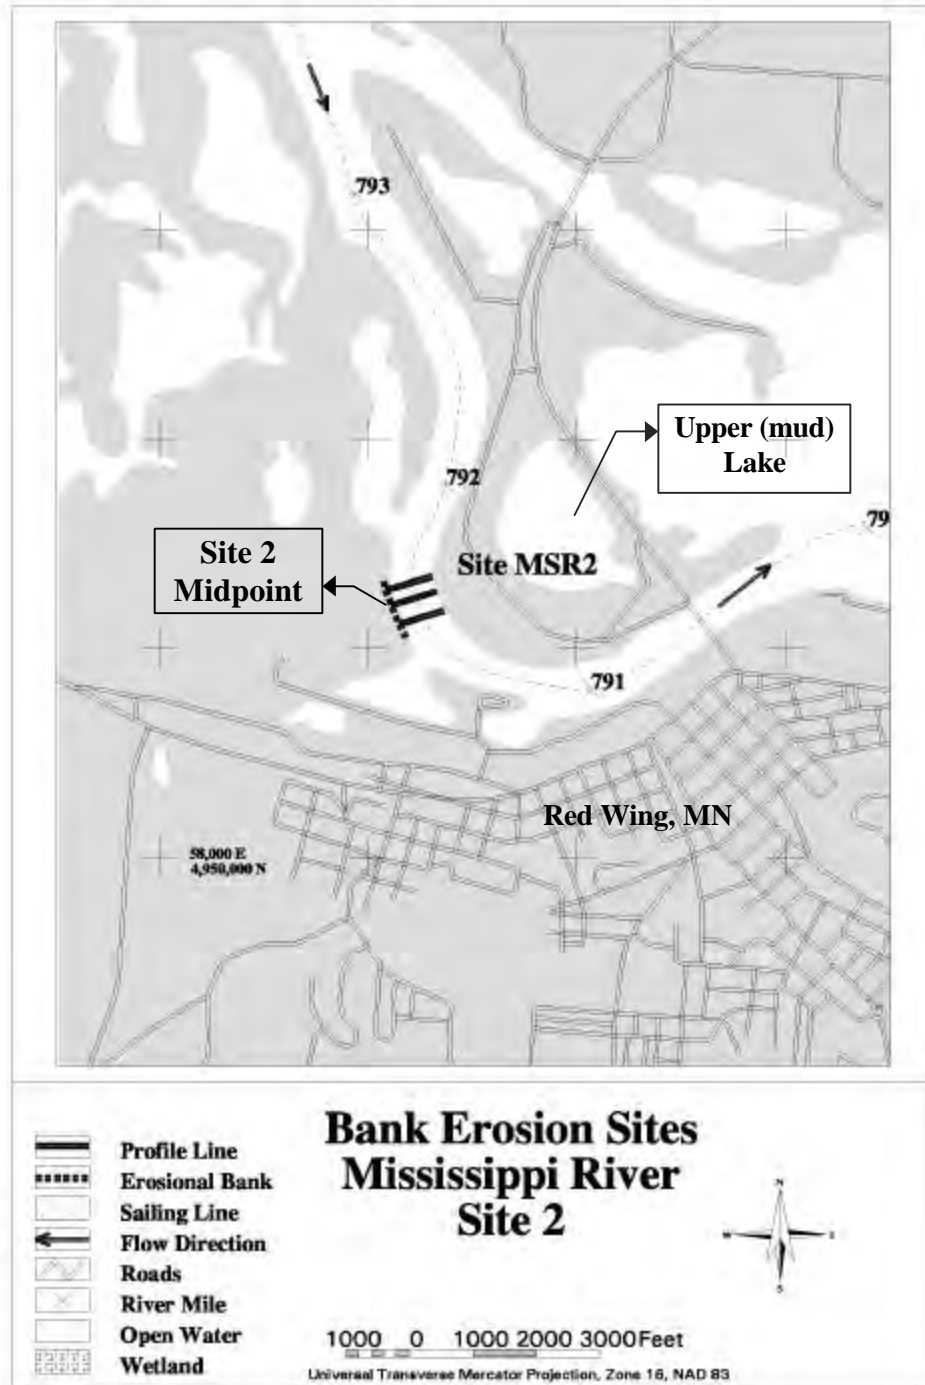 793
Upper (mud)
Lake
792
79
Site 2
Midpoint
Site MSR2
791
Red Wing, MN
58,000 E
4,950,000 N
Profile Line
Erosional Bank
Sailing Line
Flow Direction
Roads
River Mile
Open Water
Wetland
Bank Erosion Sites
Mississippi River
Site 2
N
W E
S
1000 0 1000 2000 3000 Feet
Universal Transverse Mercator Projection, Zone 16, NAD 83